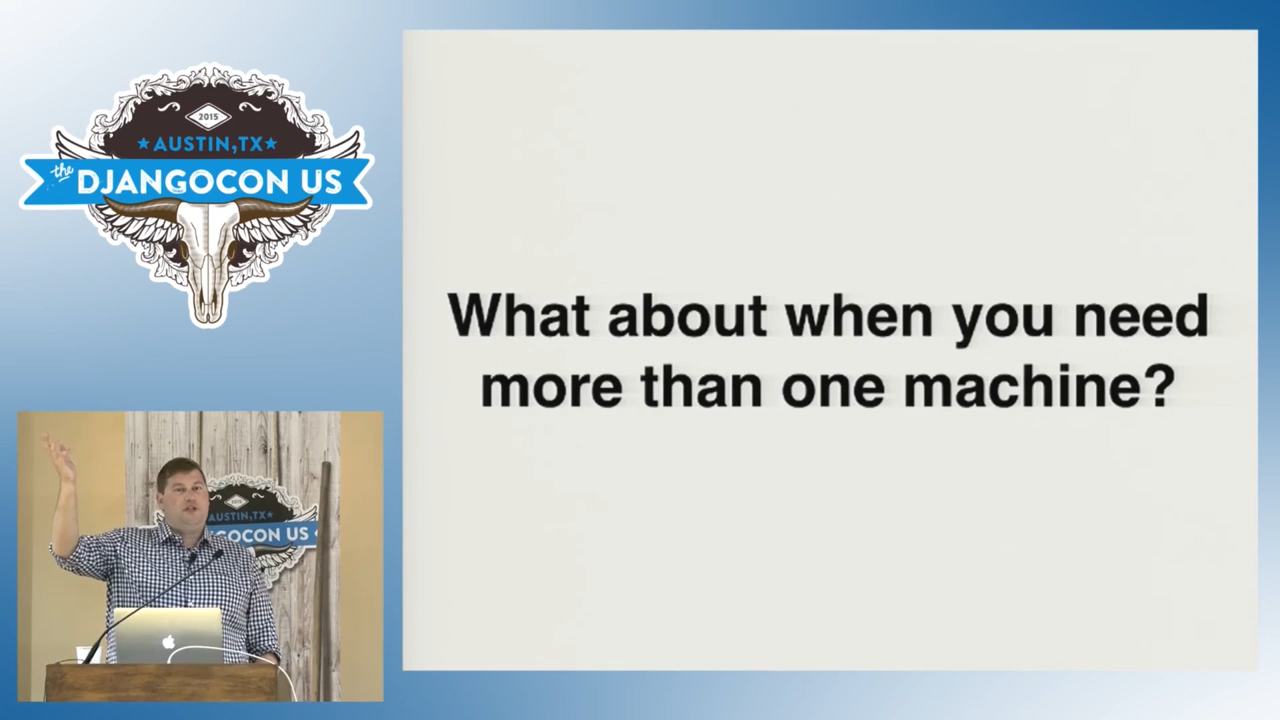 2015
AUSTIN,TX
the
DJANGOCON US
What about when you need
more than one machine?
2015
AUSTIN,TX
GOCON US